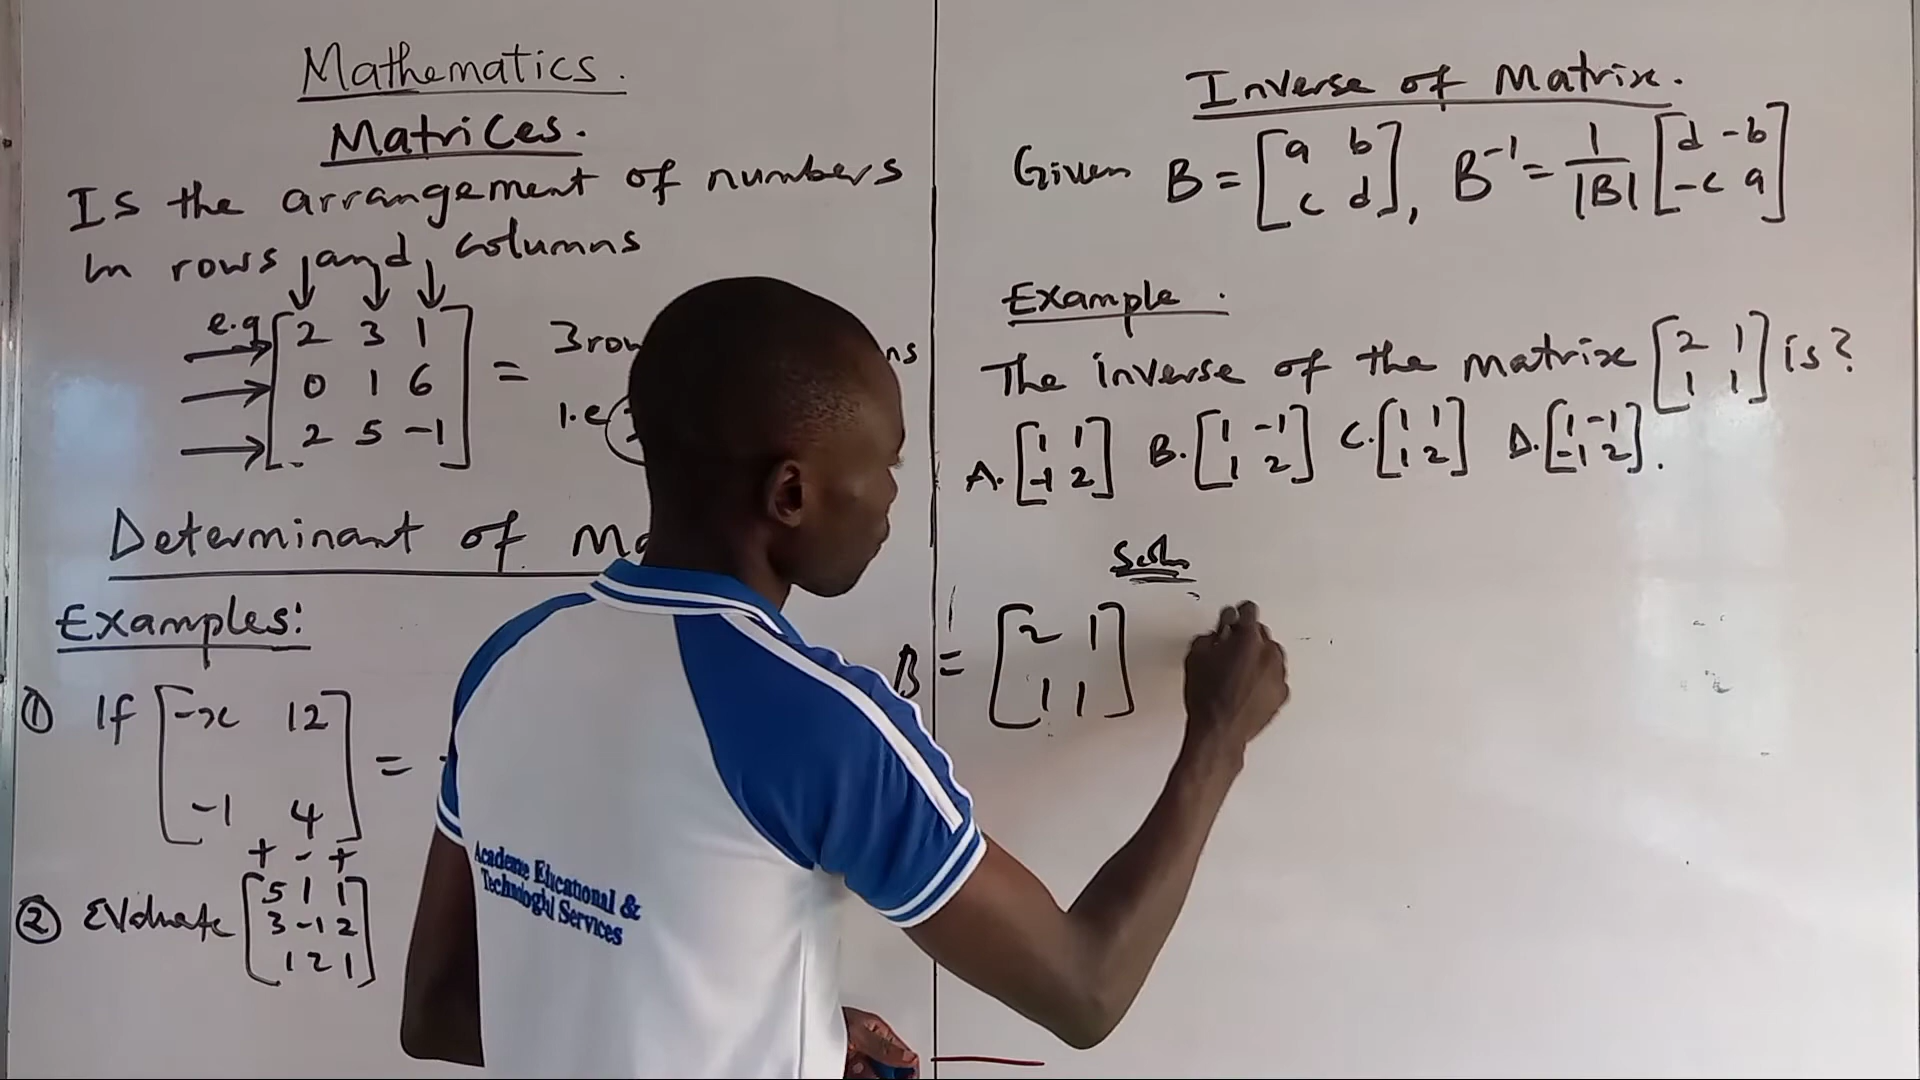 Mathematics.
Matrices.
Is the arrangement of numbers
in rows and columns
e.g [2 3 1
0 1 6
2 5 -1] = 3 ns
i.e
Determinant of
Examples:
① If [-x 12
-1 4] =
+ - +
② Evaluate [5 1 1
3 -1 2
1 2 1]
Inverse of Matrix.
Given B = [a b
c d], B⁻¹ = 1/|B| [d -b
-c a]
Example.
The inverse of the matrix [2 1
1 1] is?
A. [1 1
-1 2] B. [1 -1
1 2] C. [1 1
1 2] D. [1 -1
-1 2].
Soln
B = [2 1
1 1]
Academe Educational &
Services